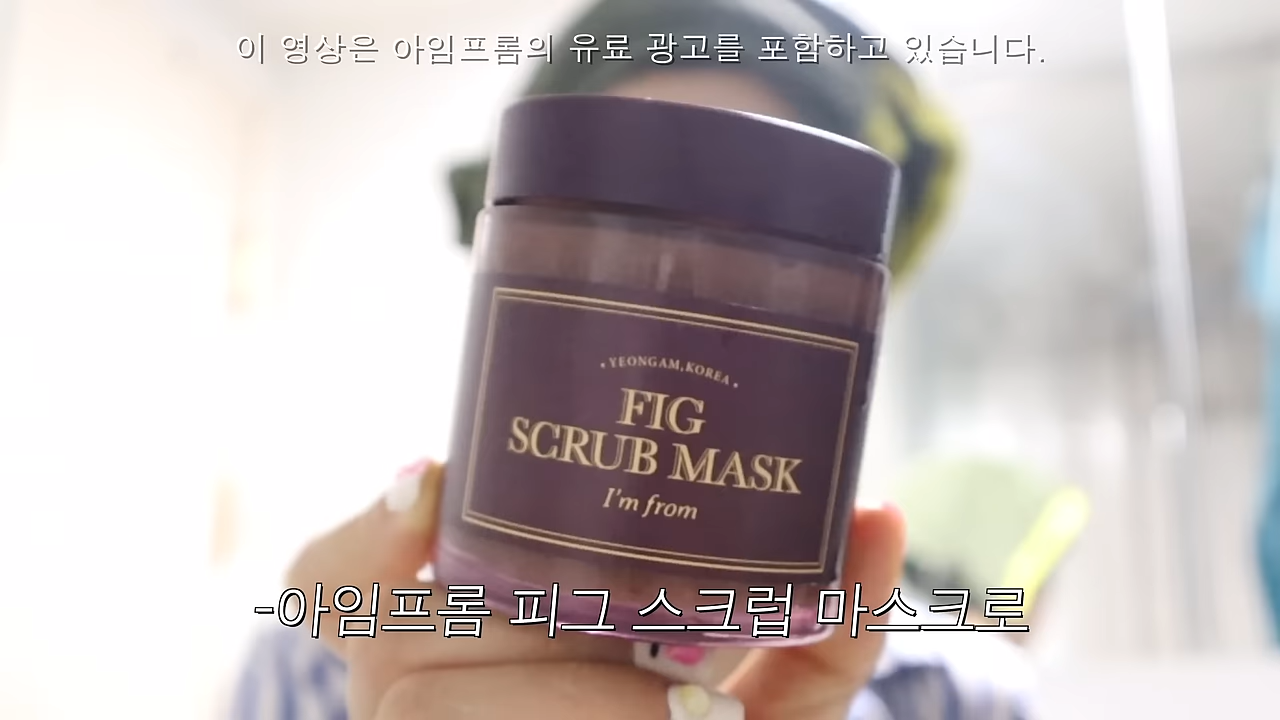 이 영상은 아임프롬의 유료 광고를 포함하고 있습니다.
· YEONGAM, KOREA ·
FIG
SCRUB MASK
I'm from
-아임프롬 피그 스크럽 마스크로